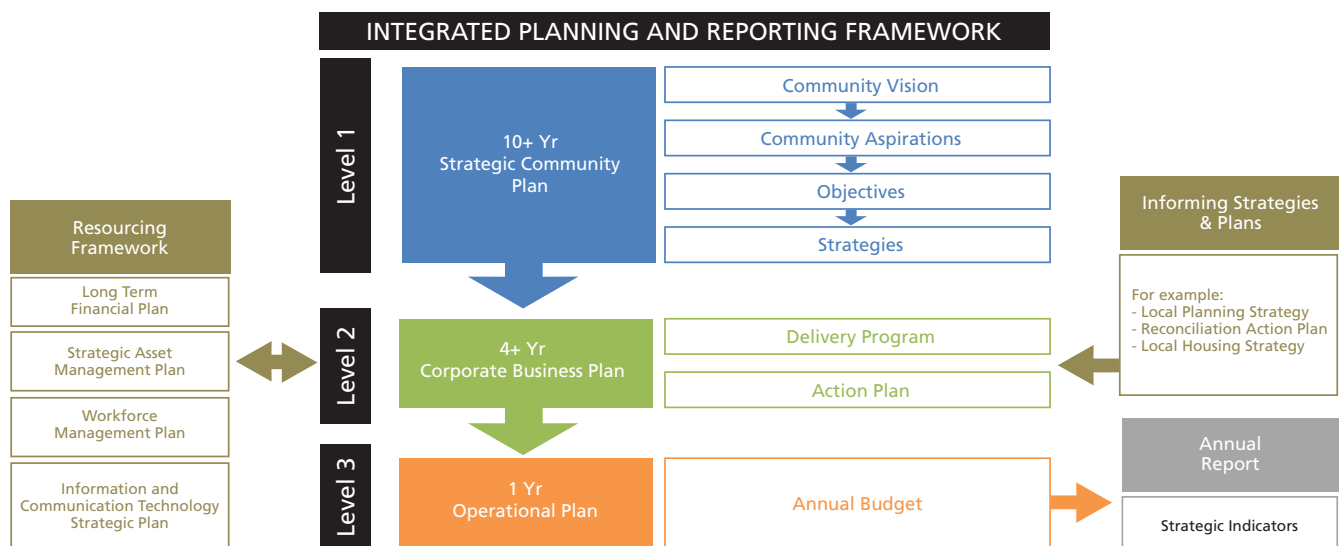 INTEGRATED PLANNING AND REPORTING FRAMEWORK
Level 1
10+ Yr
Strategic Community
Plan
Community Vision
Community Aspirations
Objectives
Strategies
Resourcing
Framework
Long Term
Financial Plan
Strategic Asset
Management Plan
Workforce
Management Plan
Information and
Communication Technology
Strategic Plan
Level 2
4+ Yr
Corporate Business Plan
Delivery Program
Action Plan
Informing Strategies
& Plans
For example:
- Local Planning Strategy
- Reconciliation Action Plan
- Local Housing Strategy
Level 3
1 Yr
Operational Plan
Annual Budget
Annual
Report
Strategic Indicators